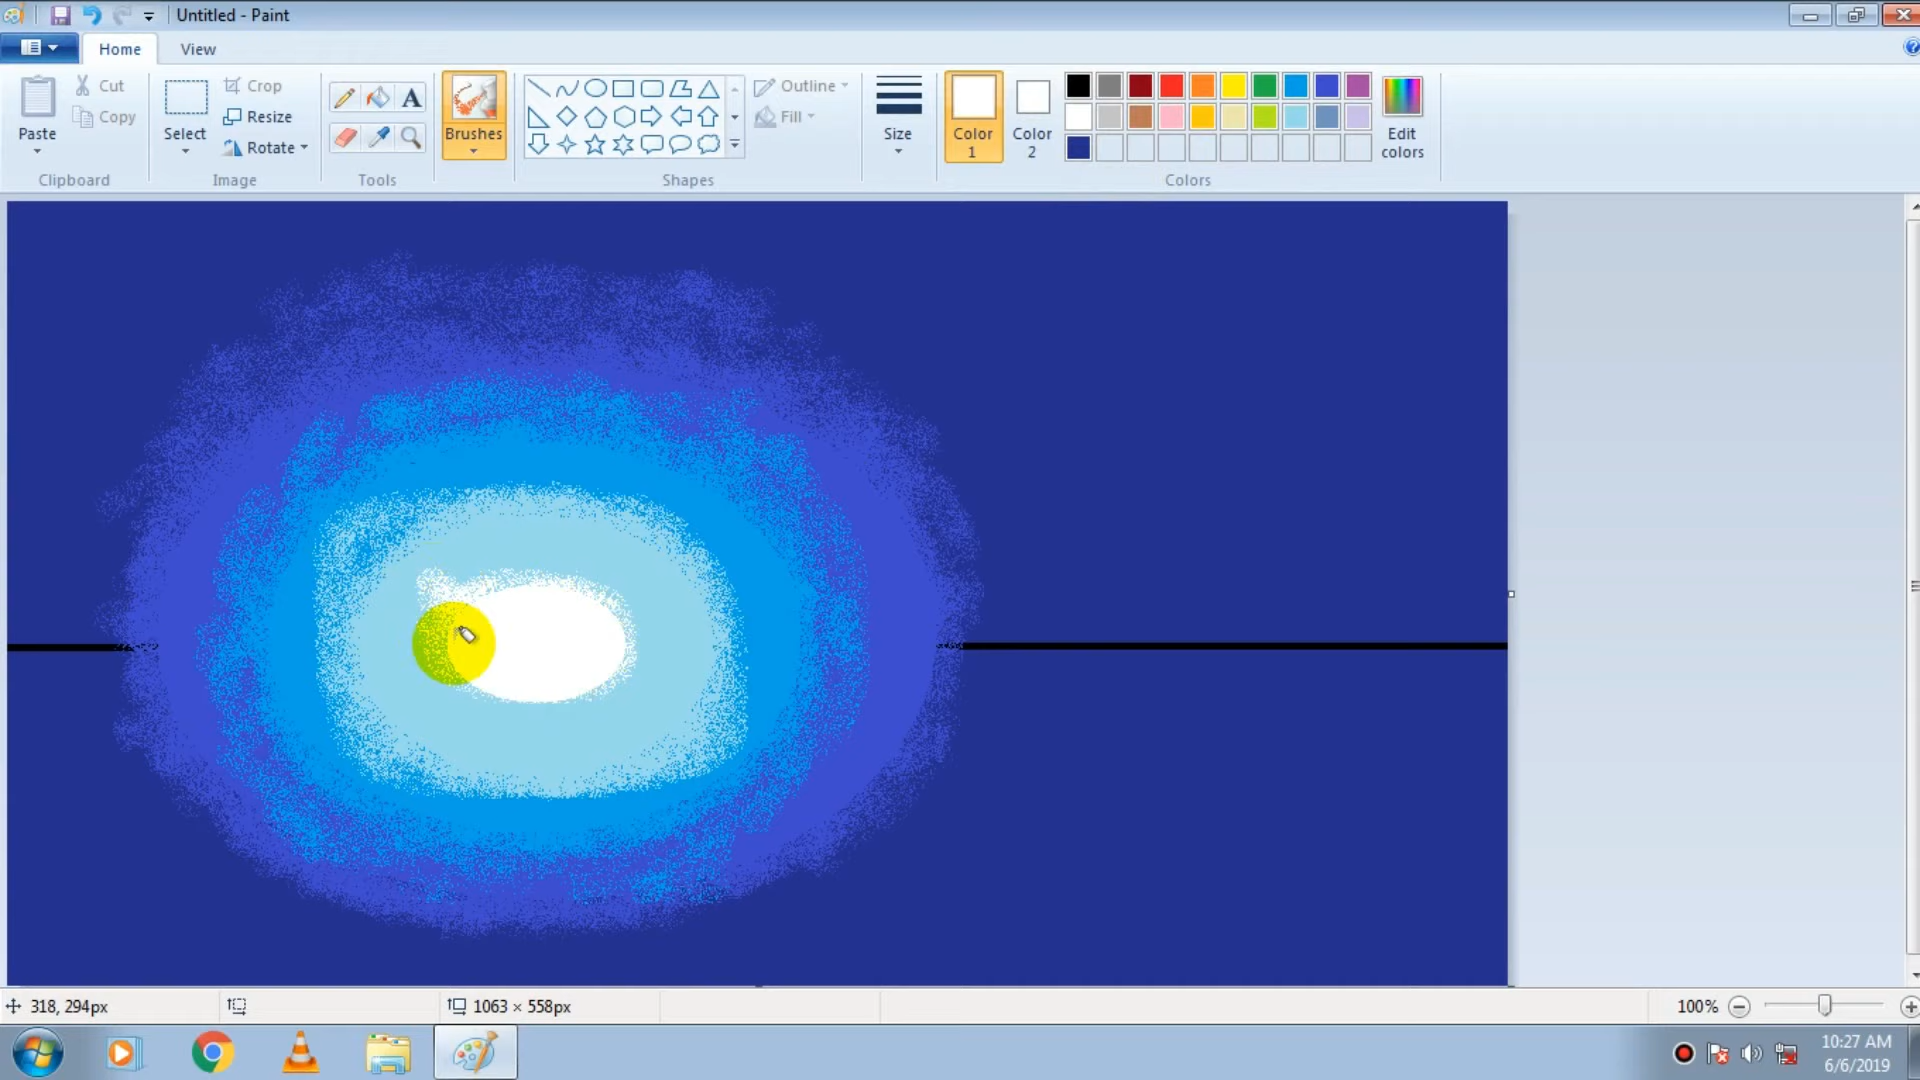 Untitled - Paint
Home View
Paste Cut Copy Clipboard
Select Crop Resize Rotate Image
A
Tools
Brushes
Outline Fill Shapes
Size
Color 1
Color 2
Edit colors
Colors
318, 294px
1063 × 558px
100%
10:27 AM
6/6/2019